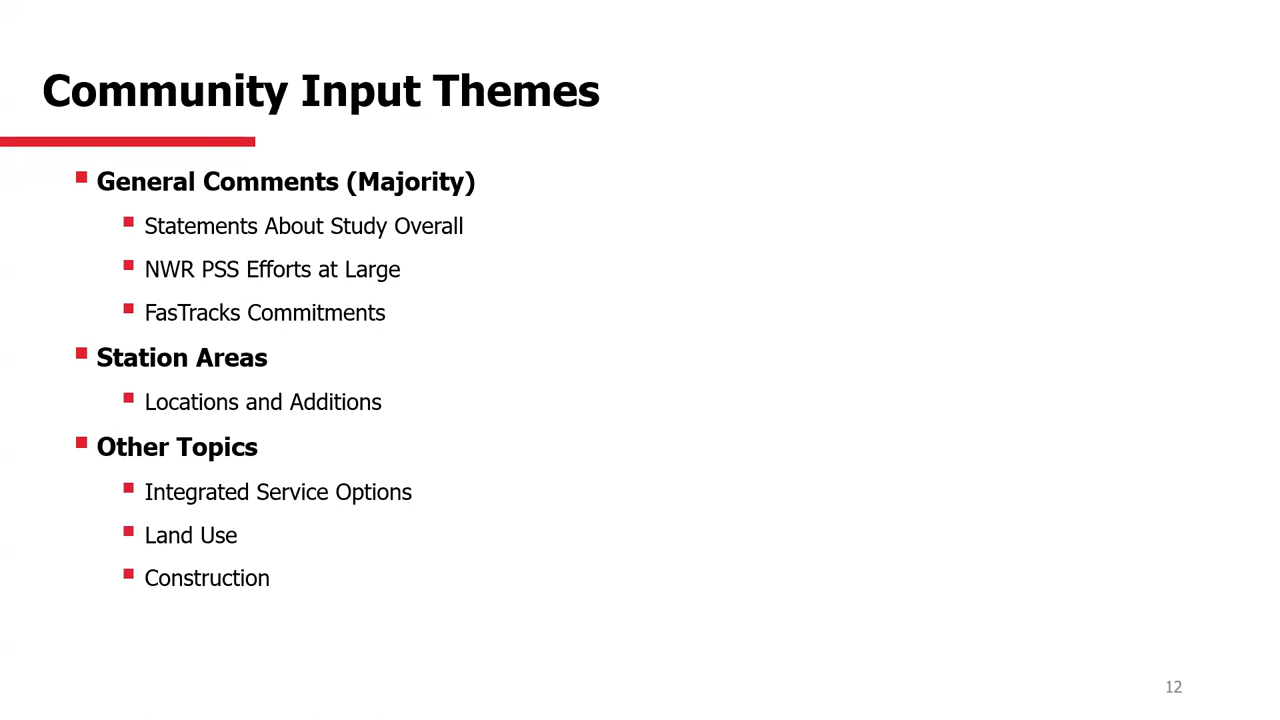 Community Input Themes
General Comments (Majority)
Statements About Study Overall
NWR PSS Efforts at Large
FasTracks Commitments
Station Areas
Locations and Additions
Other Topics
Integrated Service Options
Land Use
Construction
12